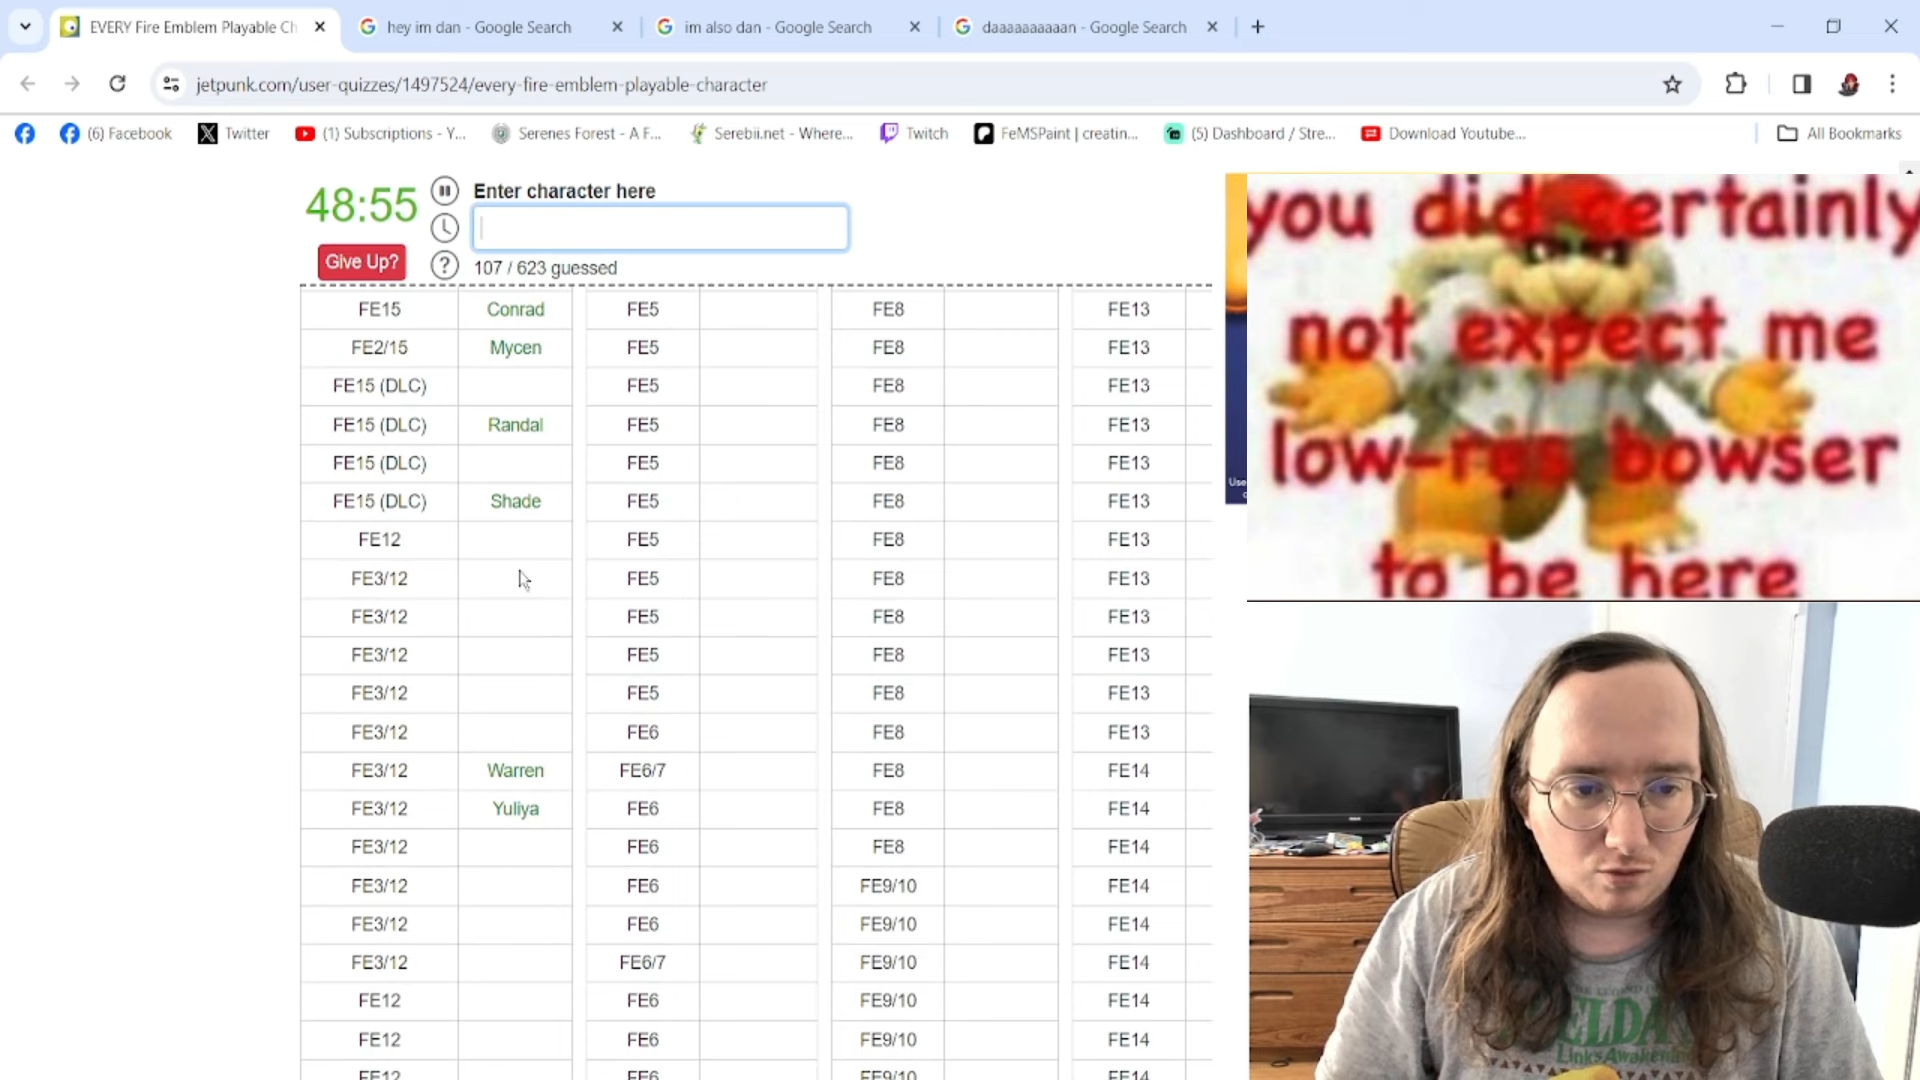 EVERY Fire Emblem Playable Ch
hey im dan - Google Search
im also dan - Google Search
daaaaaaaaaan - Google Search
jetpunk.com/user-quizzes/1497524/every-fire-emblem-playable-character
(6) Facebook
Twitter
(1) Subscriptions - Y...
Serenes Forest - A F...
Serebii.net - Where...
Twitch
FeMSPaint | creatin...
(5) Dashboard / Stre...
Download Youtube...
All Bookmarks
48:55
Enter character here
Give Up?
107 / 623 guessed
FE15 Conrad FE5 FE8 FE13
FE2/15 Mycen FE5 FE8 FE13
FE15 (DLC) FE5 FE8 FE13
FE15 (DLC) Randal FE5 FE8 FE13
FE15 (DLC) FE5 FE8 FE13
FE15 (DLC) Shade FE5 FE8 FE13
FE12 FE5 FE8 FE13
FE3/12 FE5 FE8 FE13
FE3/12 FE5 FE8 FE13
FE3/12 FE5 FE8 FE13
FE3/12 FE5 FE8 FE13
FE3/12 FE6 FE8 FE13
FE3/12 Warren FE6/7 FE8 FE14
FE3/12 Yuliya FE6 FE8 FE14
FE3/12 FE6 FE8 FE14
FE3/12 FE6 FE9/10 FE14
FE3/12 FE6 FE9/10 FE14
FE3/12 FE6/7 FE9/10 FE14
FE12 FE6 FE9/10 FE14
FE12 FE6 FE9/10 FE14
FE12 FE6 FE9/10 FE14
Use
you did certainly
not expect me
low-res bowser
to be here
ZELDA
Link's Awakening